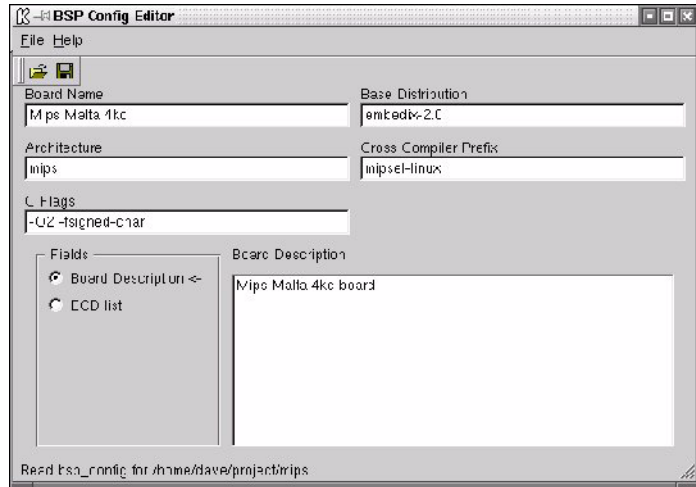 BSP Config Editor
File Help
Board Name
Base Distribution
Mips Malta 4kc
embedix-2.0
Architecture
Cross Compiler Prefix
mips
mipsel-linux
C Flags
-O2 -fsigned-char
Fields
Board Description
Board Description <-
ECD list
Mips Malta 4kc board
Read bsp_config for /home/dave/project/mips